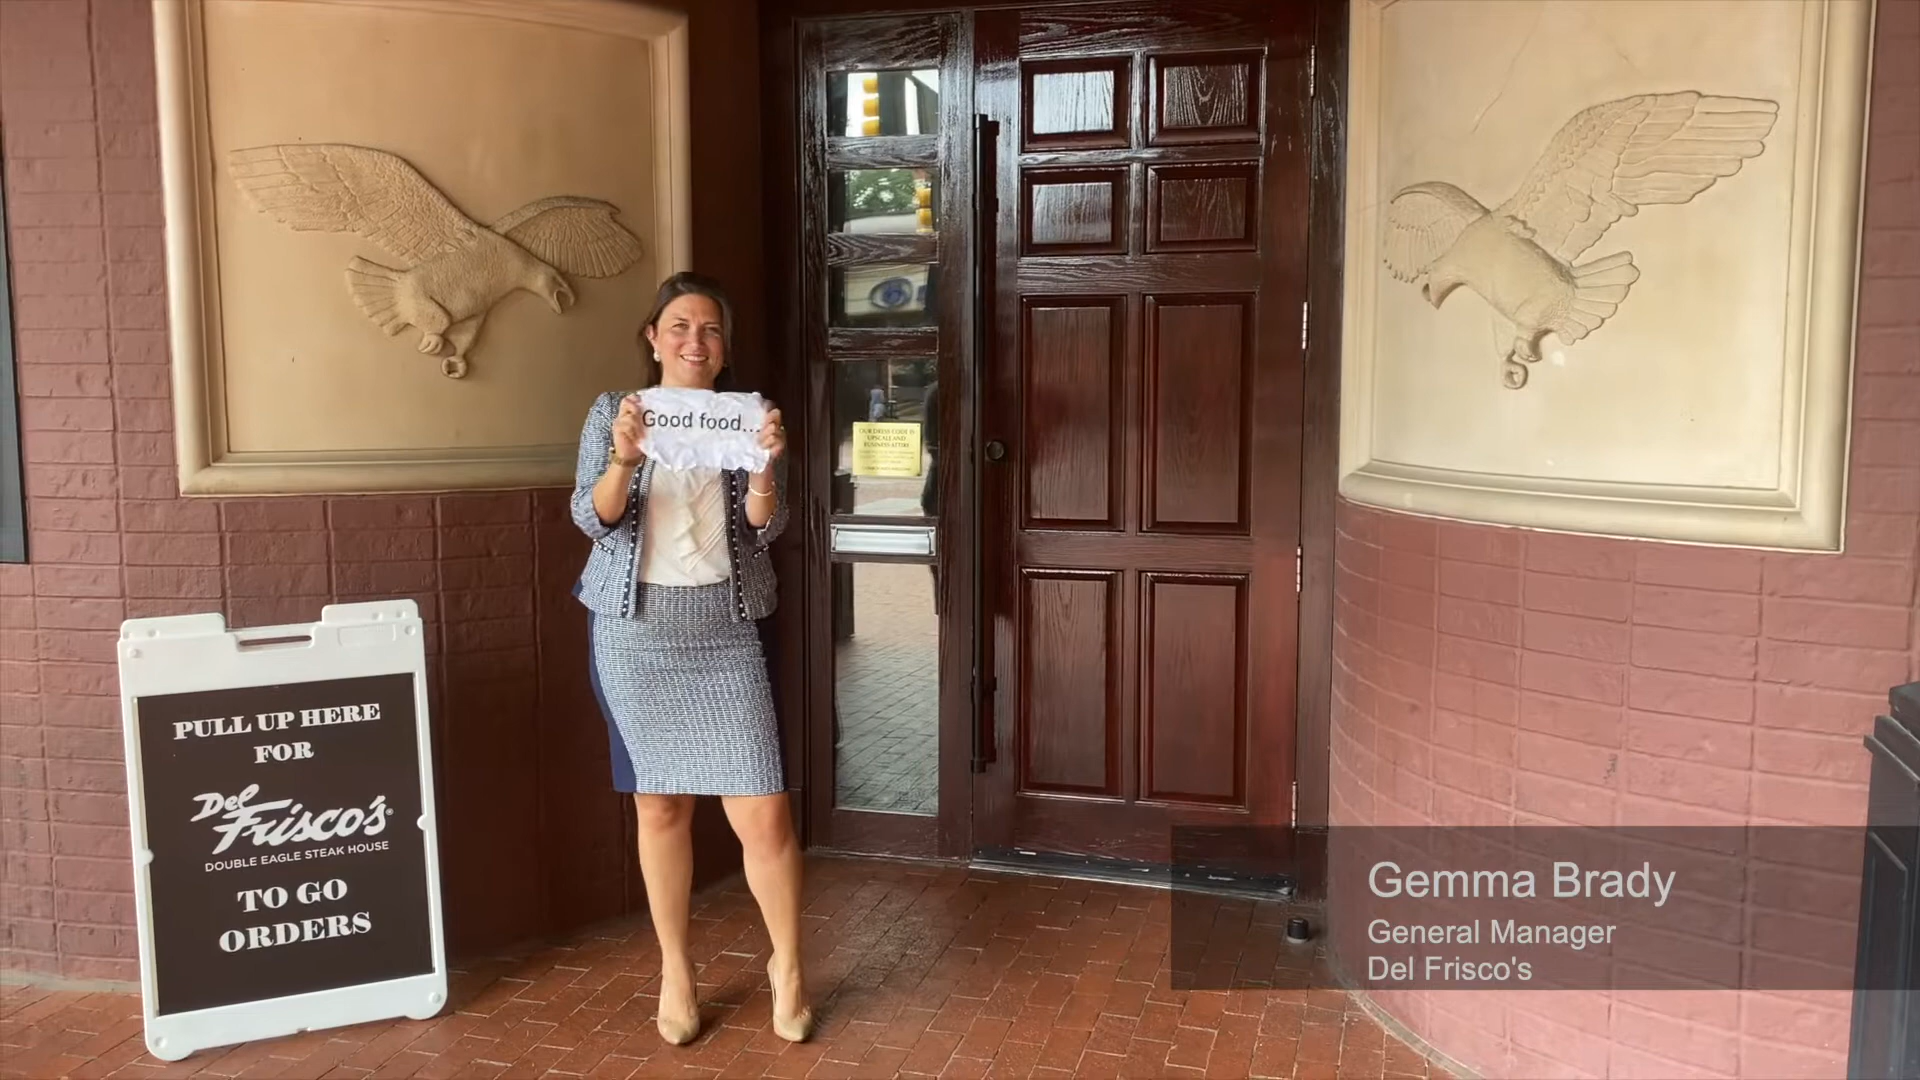 Good food...
OUR DRESS CODE IS
UPSCALE AND
BUSINESS ATTIRE
PULL UP HERE
FOR
Del
Frisco's®
DOUBLE EAGLE STEAK HOUSE
TO GO
ORDERS
Gemma Brady
General Manager
Del Frisco's